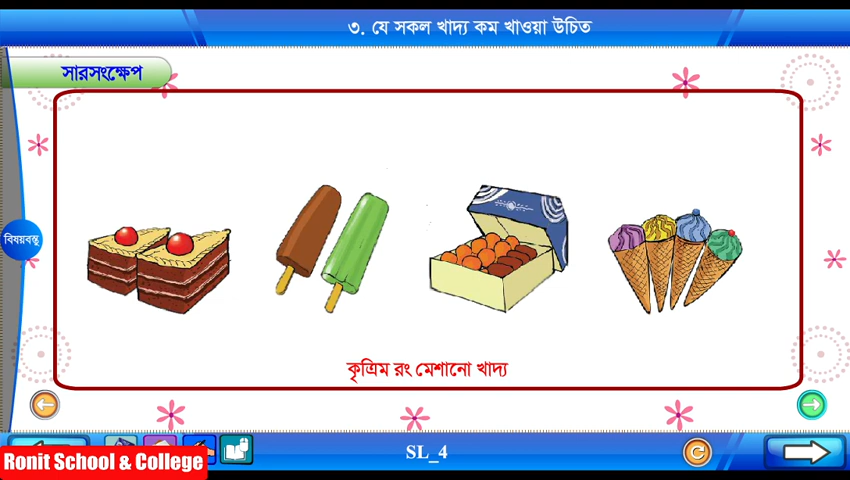 ৩. যে সকল খাদ্য কম খাওয়া উচিত
সারসংক্ষেপ
বিষয়বস্তু
কৃত্রিম রং মেশানো খাদ্য
SL_4
Ronit School & College